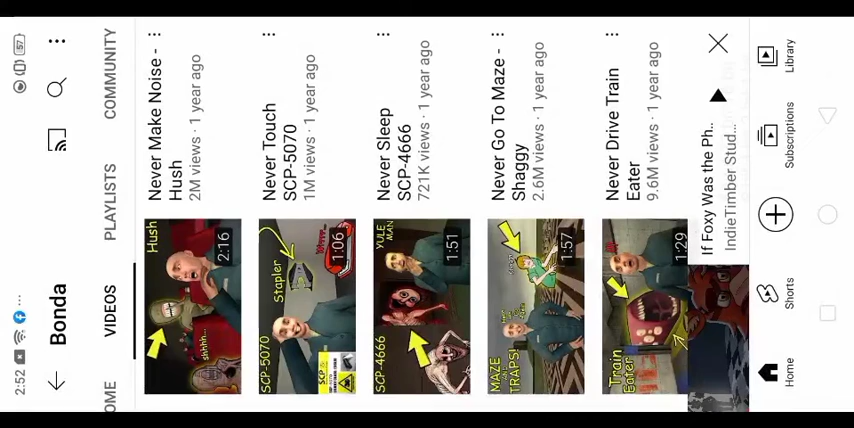 2:52
57
Bonda
OME
VIDEOS
PLAYLISTS
COMMUNITY
Hush
shhhh...
2:16
Never Make Noise -
Hush
2M views · 1 year ago
SCP-5070
Stapler
SCP
1:06
Never Touch
SCP-5070
1M views · 1 year ago
SCP-4666
YULE
MAN
1:51
Never Sleep
SCP-4666
721K views · 1 year ago
MAZE
TRAPS!
1:57
Never Go To Maze -
Shaggy
2.6M views · 1 year ago
Train
Eater
1:29
Never Drive Train
Eater
9.6M views · 1 year ago
If Foxy Was the Ph...
IndieTimber Stud...
Home
Shorts
Subscriptions
Library